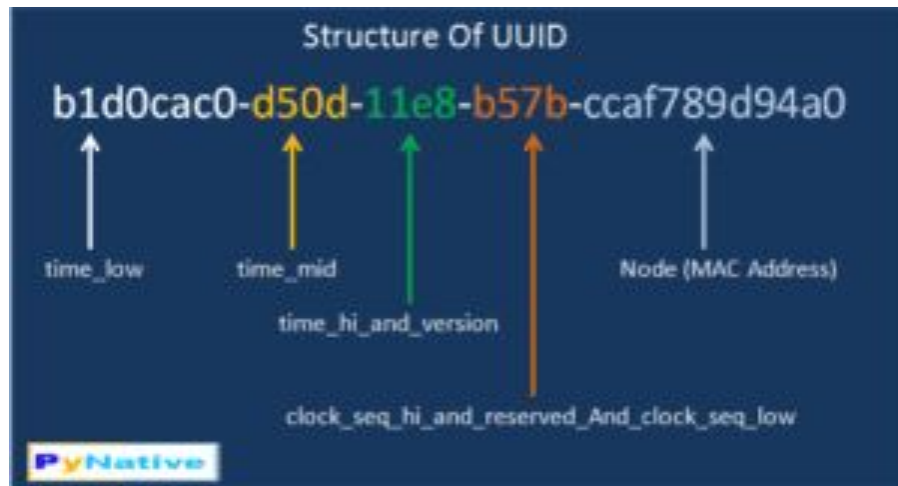 Structure Of UUID
b1d0cac0-d50d-11e8-b57b-ccaf789d94a0
time_low time_mid Node (MAC Address)
time_hi_and_version
clock_seq_hi_and_reserved_And_clock_seq_low
PyNative